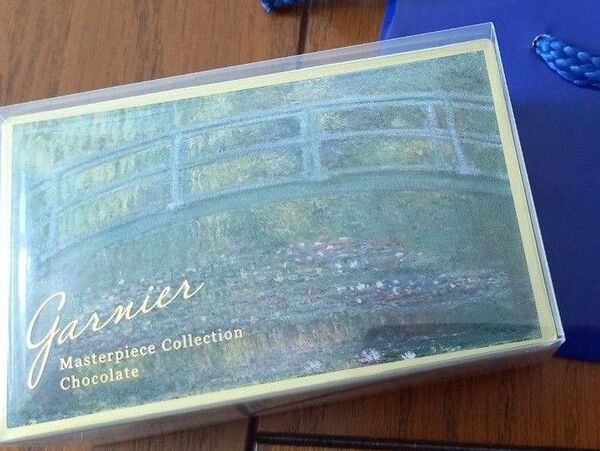 Garnier
Masterpiece Collection
Chocolate